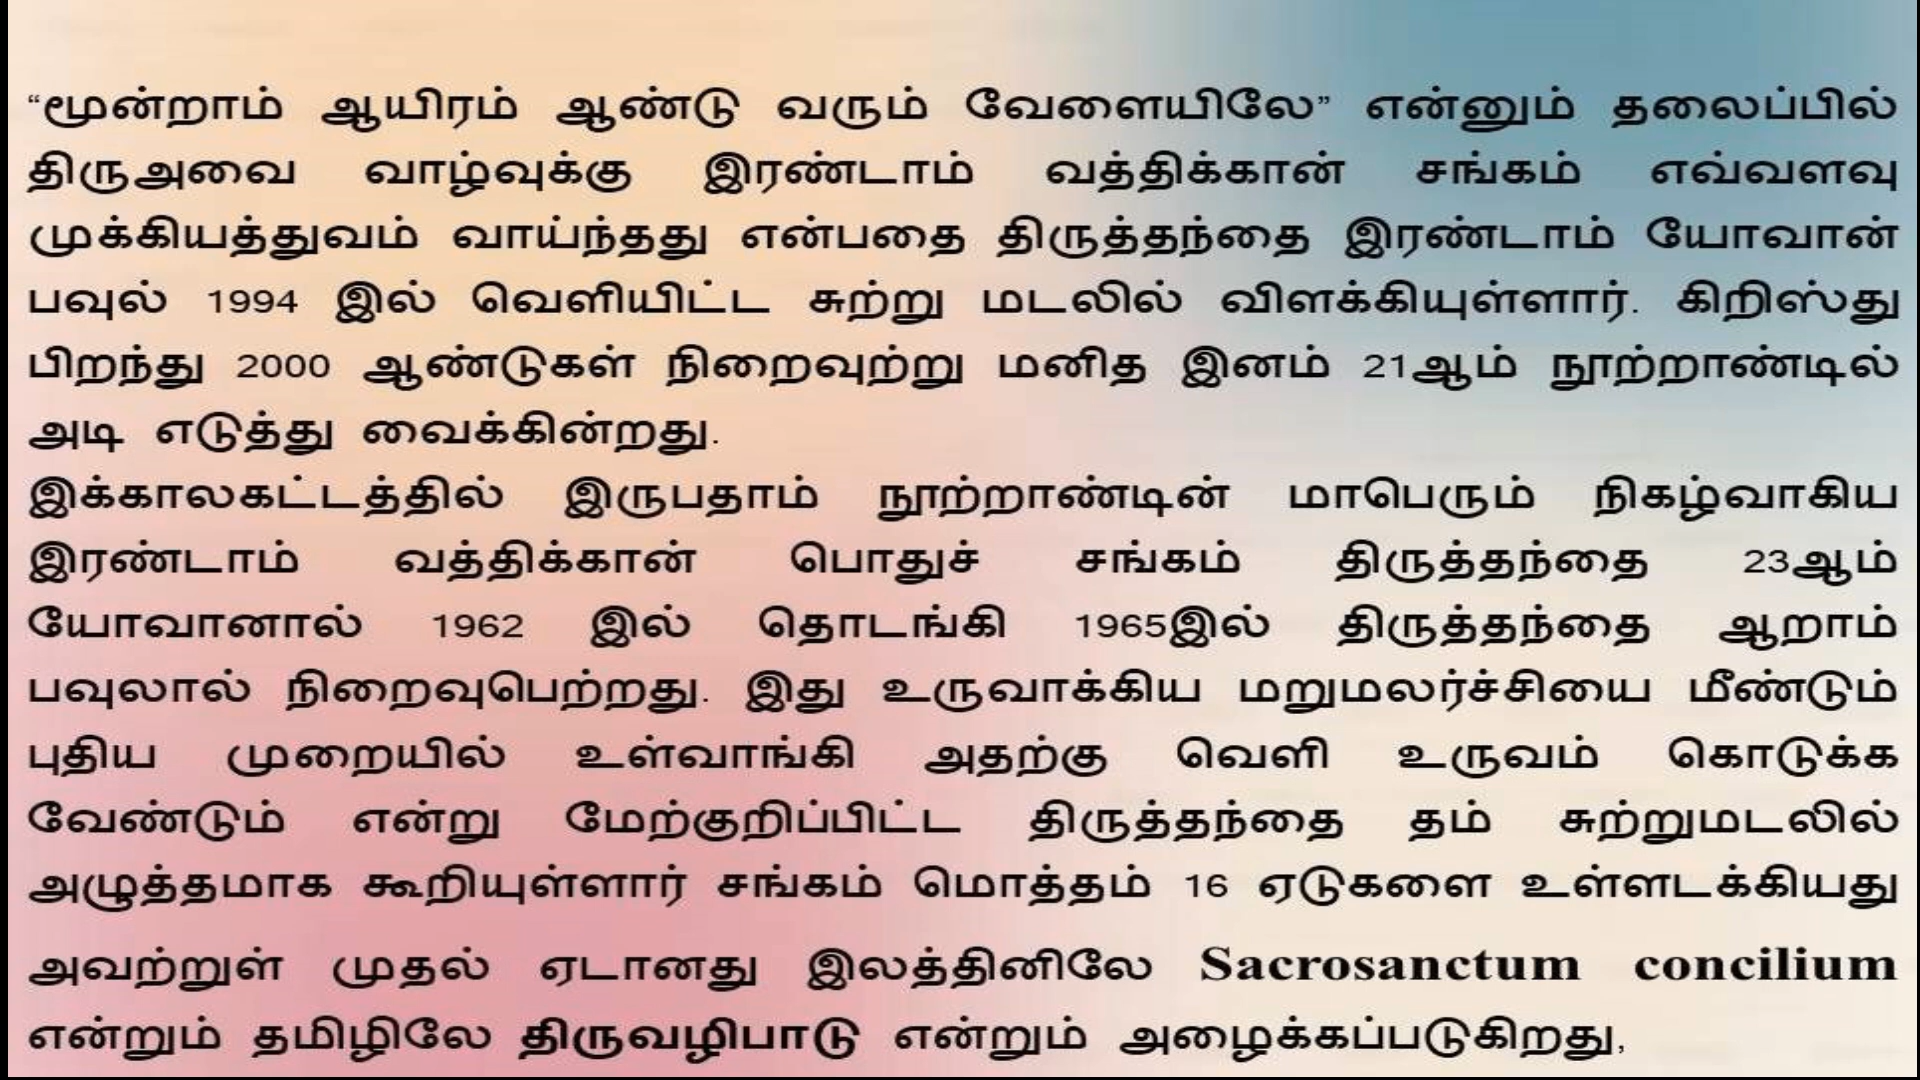 “மூன்றாம் ஆயிரம் ஆண்டு வரும் வேளையிலே” என்னும் தலைப்பில்
திருஅவை வாழ்வுக்கு இரண்டாம் வத்திக்கான் சங்கம் எவ்வளவு
முக்கியத்துவம் வாய்ந்தது என்பதை திருத்தந்தை இரண்டாம் யோவான்
பவுல் 1994 இல் வெளியிட்ட சுற்று மடலில் விளக்கியுள்ளார். கிறிஸ்து
பிறந்து 2000 ஆண்டுகள் நிறைவுற்று மனித இனம் 21ஆம் நூற்றாண்டில்
அடி எடுத்து வைக்கின்றது.
இக்காலகட்டத்தில் இருபதாம் நூற்றாண்டின் மாபெரும் நிகழ்வாகிய
இரண்டாம் வத்திக்கான் பொதுச் சங்கம் திருத்தந்தை 23ஆம்
யோவானால் 1962 இல் தொடங்கி 1965இல் திருத்தந்தை ஆறாம்
பவுலால் நிறைவுபெற்றது. இது உருவாக்கிய மறுமலர்ச்சியை மீண்டும்
புதிய முறையில் உள்வாங்கி அதற்கு வெளி உருவம் கொடுக்க
வேண்டும் என்று மேற்குறிப்பிட்ட திருத்தந்தை தம் சுற்றுமடலில்
அழுத்தமாக கூறியுள்ளார் சங்கம் மொத்தம் 16 ஏடுகளை உள்ளடக்கியது
அவற்றுள் முதல் ஏடானது இலத்தினிலே Sacrosanctum concilium
என்றும் தமிழிலே திருவழிபாடு என்றும் அழைக்கப்படுகிறது,